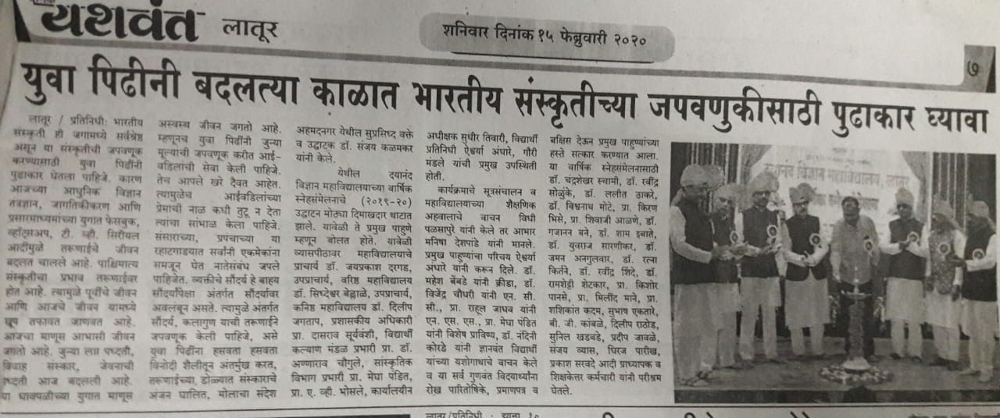 यशवंत लातूर
शनिवार दिनांक १५ फेब्रुवारी २०२०
७
युवा पिढीनी बदलत्या काळात भारतीय संस्कृतीच्या जपवणुकीसाठी पुढाकार घ्यावा
लातूर / प्रतिनिधी: भारतीय
संस्कृती ही जगामध्ये सर्वश्रेष्ठ
असून या संस्कृतीची जपवणूक
करण्यासाठी युवा पिढींनी
पुढाकार घेतला पाहिजे. कारण
आजच्या आधुनिक विज्ञान
तत्रज्ञान, जागतिकीकरण आणि
प्रसारमाध्यमांच्या युगात फेसबुक,
व्हॉट्सअप, टी. व्ही. सिरीयल
आदीमुळे तरूणाईचे जीवन
बदलत चालले आहे. पाश्चिमात्य
संस्कृतीचा प्रभाव तरूणाईवर
होत आहे. त्यामुळे पूर्वीचे जीवन
आणि आजचे जीवन यामध्ये
खूप तफावत जाणवत आहे.
आजचा माणूस आभासी जीवन
जगतो आहे. जुन्या लग्न पध्दती,
विवाह संस्कार, जेवनाची
पध्दती आज बदलली आहे.
या धावपळीच्या युगात माणूस
अस्वस्थ जीवन जगतो आहे.
म्हणूनच युवा पिढींनी जुन्या
मूल्यांची जपवणूक करीत आई-
वडिलांची सेवा केली पाहिजे.
तेच आपले खरे दैवत आहेत.
त्यामुळेच आईवडिलांच्या
प्रेमाची नाळ कधी तुटू न देता
त्यांचा सांभाळ केला पाहिजे.
संसाराच्या, प्रपंचाच्या या
रहाटगाडयात सर्वांनी एकमेकांना
समजून घेत नातेसंबंध जपले
पाहिजेत. व्यक्तीचे सौंदर्य हे बाहय
सौंदर्यापेक्षा अंतर्गत सौंदर्यावर
अवलंबून असते. त्यामुळे अंतर्गत
सौंदर्य, कलागुण याची तरूणाईने
जपवणूक केली पाहिजे, असे
युवा पिढींना हसवता हसवता
विनोदी शैलीतून अंतर्मुख करत,
तरूणाईच्या, डोळ्यात संस्काराचे
अंजन घालित, मोलाचा संदेश
अहमदनगर येथील सुप्रसिध्द वक्ते
व उद्घाटक डॉ. संजय कळमकर
यांनी केले.
येथील दयानंद
विज्ञान महाविद्यालयाच्या वार्षिक
स्नेहसंमेलनाचे (२०१९-२०)
उद्घाटन मोठ्या दिमाखदार थाटात
झाले. यावेळी ते प्रमुख पाहुणे
म्हणून बोलत होते. यावेळी
व्यासपीठावर महाविद्यालयाचे
प्राचार्य डॉ. जयप्रकाश दरगड,
उपप्राचार्य, वरिष्ठ महाविद्यालय
डॉ. सिध्देश्वर बेल्लाळे, उपप्राचार्य,
कनिष्ठ महाविद्यालय डॉ. दिलीप
जगताप, प्रशासकीय अधिकारी
प्रा. दासराव सूर्यवंशी, विद्यार्थी
कल्याण मंडळ प्रभारी प्रा. डॉ.
अण्णाराव चौगुले, सांस्कृतिक
विभाग प्रभारी प्रा. मेघा पंडित,
प्रा. ए. व्ही. भोसले, कार्यालयीन
अधीक्षक सुधीर तिवारी, विद्यार्थी
प्रतिनिधी ऐश्वर्या अंधारे, गौरी
मंडले यांची प्रमुख उपस्थिती
होती.
कार्यक्रमाचे सूत्रसंचालन व
महाविद्यालयाच्या शैक्षणिक
अहवालाचे वाचन विधी
पळसापुरे यांनी केले तर आभार
मनिषा देशपांडे यांनी मानले.
प्रमुख पाहुण्यांचा परिचय ऐश्वर्या
अंधारे यांनी करून दिले. डॉ.
महेश बेंबडे यांनी क्रीडा, डॉ.
विजेंद्र चौधरी यांनी एन. सी.
सी., प्रा. राहुल जाधव यांनी
एन. एस. एस., प्रा. मेघा पंडित
यांनी विशेष प्राविण्य, डॉ. नंदिनी
कोरडे यांनी ज्ञानवंत विद्यार्थी
यांच्या यशोगाथाचे वाचन केले
व या सर्व गुणवंत विदयार्थ्यांना
रोख पारितोषिके, प्रमाणपत्र व
बक्षिस देऊन प्रमुख पाहुण्यांच्या
हस्ते सत्कार करण्यात आला.
या वार्षिक स्नेहसंमेलनासाठी
डॉ. चंद्रशेखर स्वामी, डॉ. रवींद्र
सोळुंके, डॉ. ललीत ठाकरे,
डॉ. विश्वनाथ मोटे, प्रा. किरण
भिसे, प्रा. शिवाजी आळणे, डॉ.
गजानन बने, डॉ. शाम इबाते,
डॉ. युवराज सारणीकर, डॉ.
जमन अनगुलवार, डॉ. रत्ना
किर्तने, डॉ. रवींद्र शिंदे, डॉ.
रामशेट्टी शेटकार, प्रा. किशोर
पानसे, प्रा. मिलींद माने, प्रा.
शशिकांत कदम, सुभाष एकतारे,
बी. जी. कांबळे, दिलीप राठोड,
सुनिल खडबडे, प्रदीप जावळे,
संजय व्यास, धिरज पारीख,
प्रकाश सरवदे आदी प्राध्यापक व
शिक्षकेत्तर कर्मचारी यांनी परीश्रम
घेतले.
दयानंद विज्ञान महाविद्यालय, लातूर
लातूर/प्रतिनिधी :